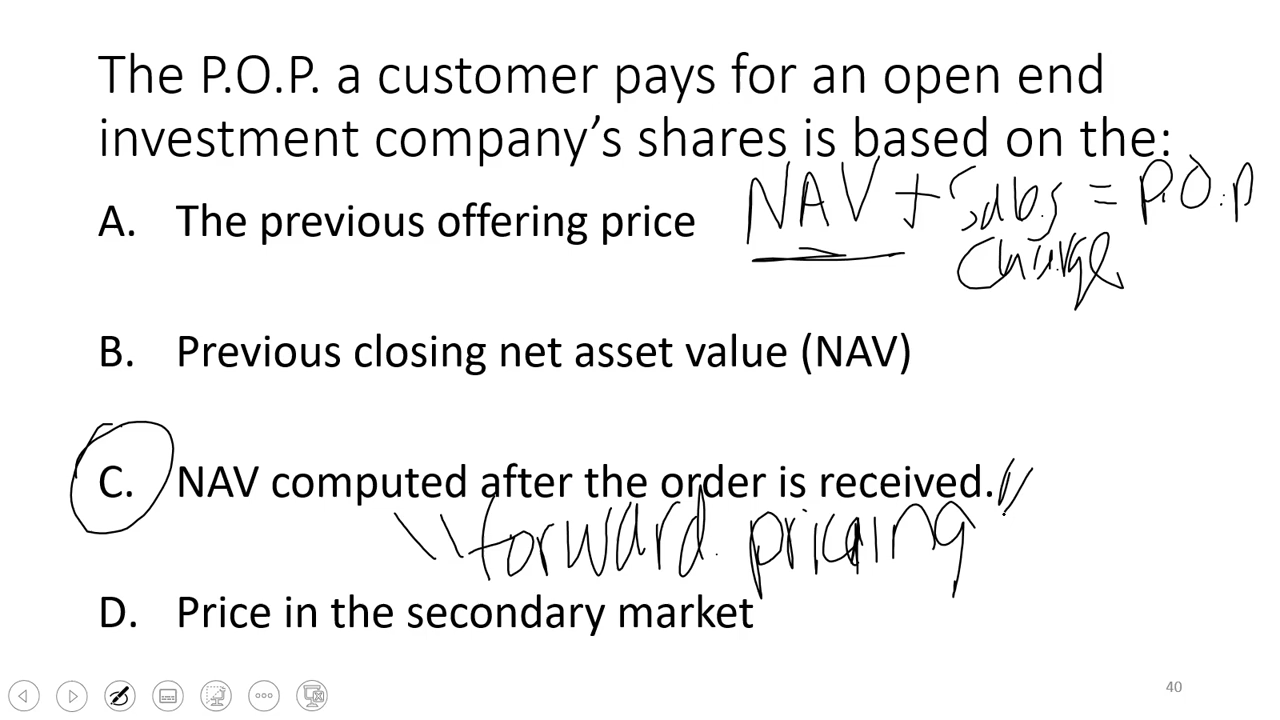 The P.O.P. a customer pays for an open end
investment company’s shares is based on the:
NAV + Sales = P.O.P
Charge
A. The previous offering price
B. Previous closing net asset value (NAV)
C. NAV computed after the order is received.
"forward pricing"
D. Price in the secondary market
40